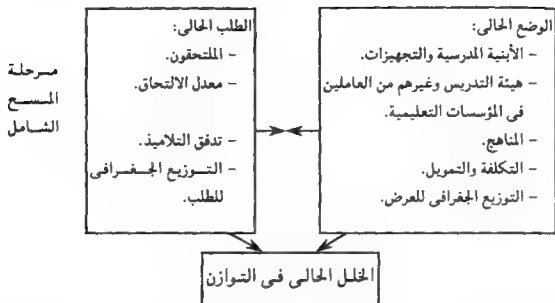 الوضع الحالى:
- الأبنية المدرسية والتجهيزات.
- هيئة التدريس وغيرهم من العاملين
فى المؤسسات التعليمية.
- المناهج.
- التكلفة والتمويل.
- التوزيع الجغرافى للعرض.
الطلب الحالى:
- الملتحقون.
- معدل الالتحاق.
- تدفق التلاميذ.
- التوزيع الجغرافى
للطلب.
مرحلة
المسح
الشامل
الخلل الحالى فى التوازن